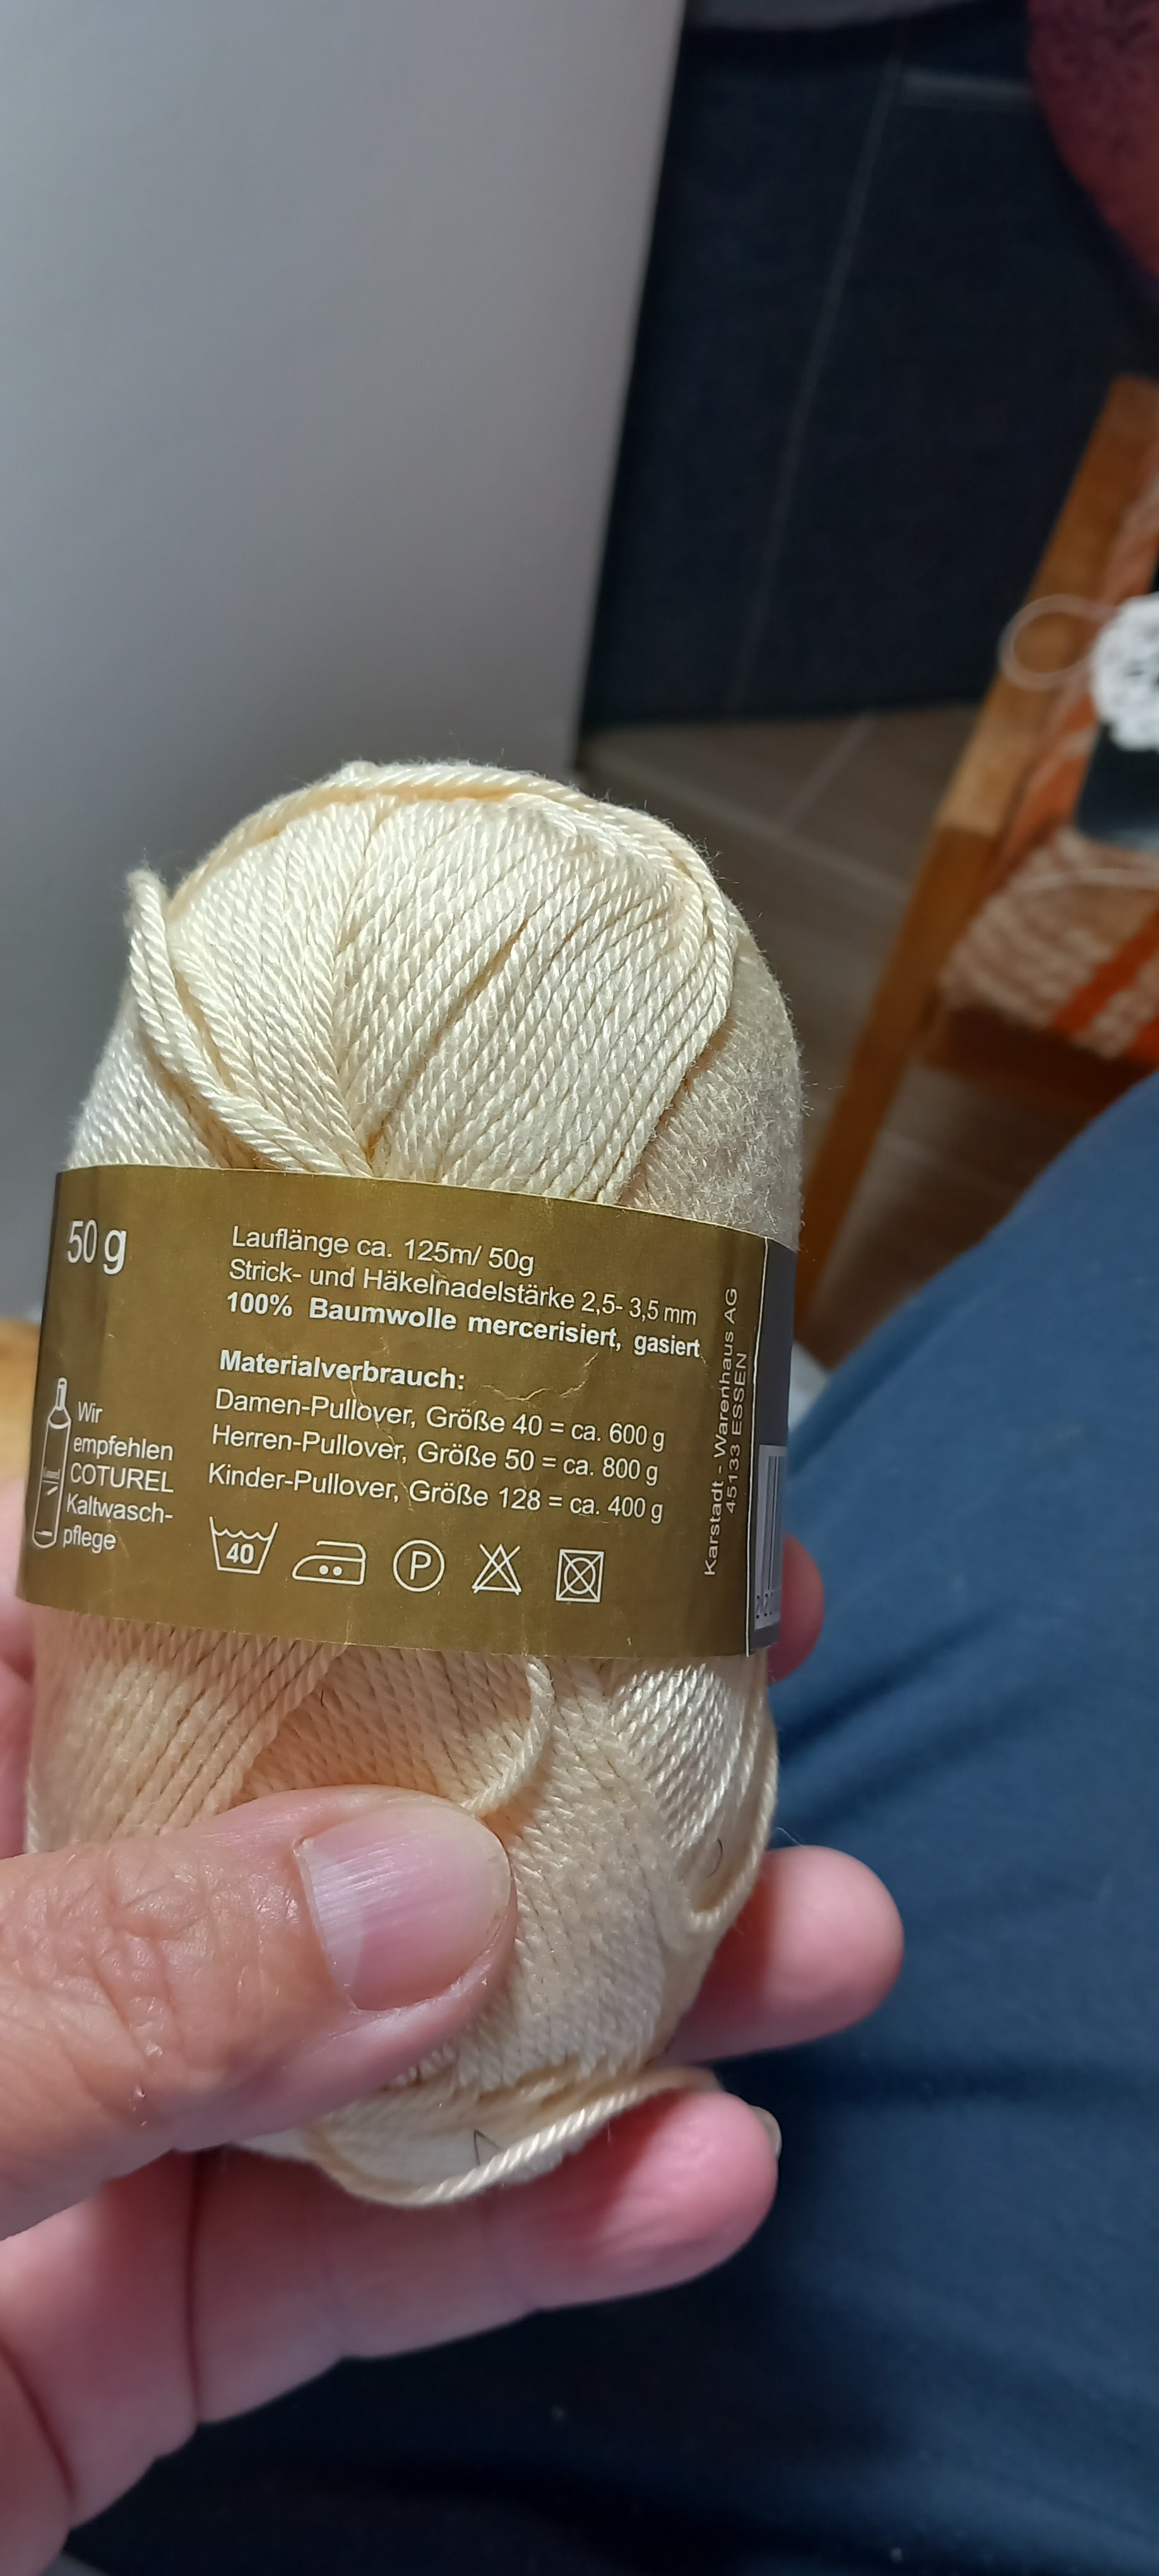 50 g
Lauflänge ca. 125m/ 50g
Strick- und Häkelnadelstärke 2,5- 3,5 mm
100% Baumwolle mercerisiert, gasiert
Materialverbrauch:
Damen-Pullover, Größe 40 = ca. 600 g
Herren-Pullover, Größe 50 = ca. 800 g
Kinder-Pullover, Größe 128 = ca. 400 g
Wir
empfehlen
COTUREL
Kaltwasch-
pflege
40
P
Karstadt - Warenhaus AG
45133 ESSEN